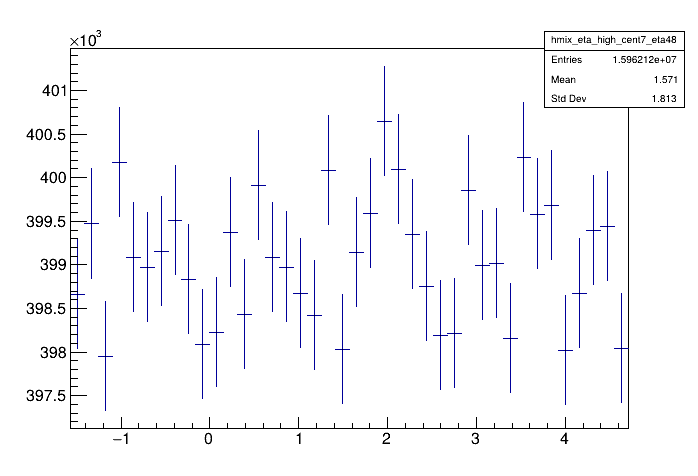 ×10³
hmix_eta_high_cent7_eta48
Entries 1.596212e+07
Mean 1.571
Std Dev 1.813
401
400.5
400
399.5
399
398.5
398
397.5
−1 0 1 2 3 4